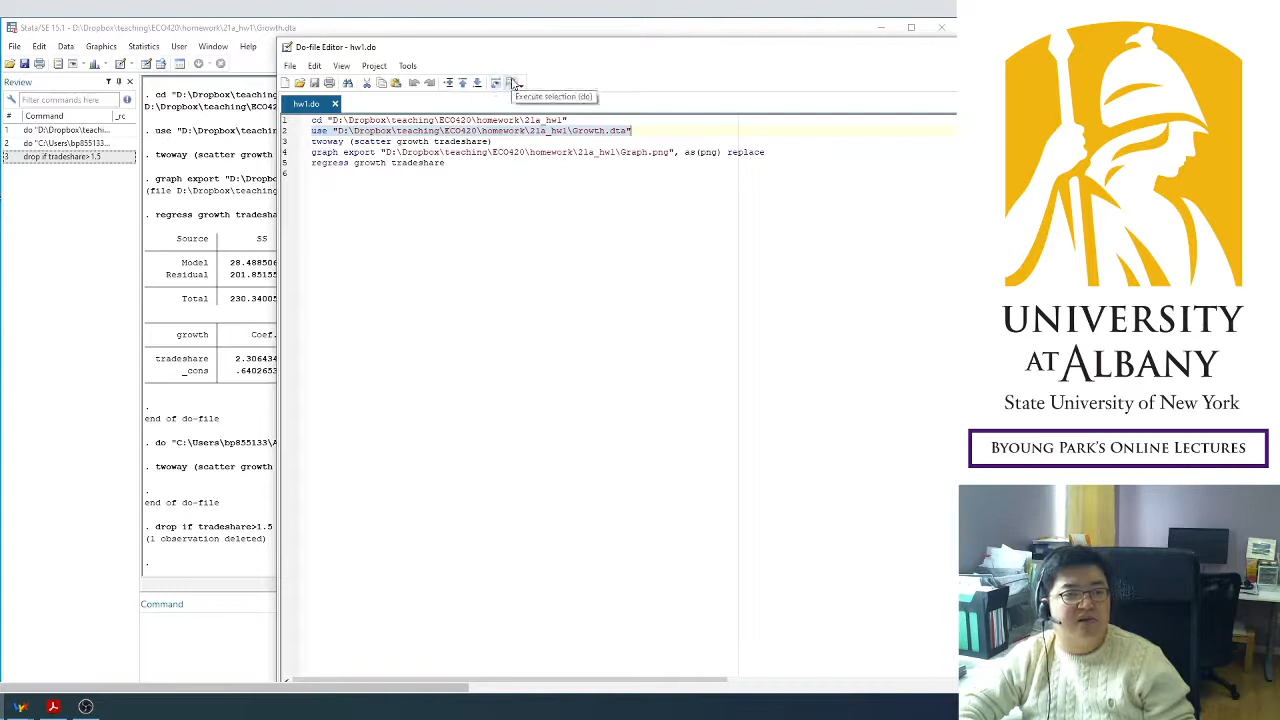 Stata/SE 15.1 - D:\Dropbox\teaching\ECO420\homework\21a_hw1\Growth.dta
File Edit Data Graphics Statistics User Window Help
Review
Filter commands here
# Command _rc
1 do "D:\Dropbox\teachi...
2 do "C:\Users\bp855133...
3 drop if tradeshare>1.5
. cd "D:\Dropbox\teaching
D:\Dropbox\teaching\ECO42
. use "D:\Dropbox\teachin
. twoway (scatter growth
. graph export "D:\Dropbo
(file D:\Dropbox\teaching
. regress growth tradesha
Source SS
Model 28.488506
Residual 201.85155
Total 230.34005
growth Coef.
tradeshare 2.306434
_cons .6402653
.
end of do-file
. do "C:\Users\bp855133\A
. twoway (scatter growth
.
end of do-file
. drop if tradeshare>1.5
(1 observation deleted)
.
Command
Do-file Editor - hw1.do
File Edit View Project Tools
Execute selection (do)
hw1.do
1 cd "D:\Dropbox\teaching\ECO420\homework\21a_hw1"
2 use "D:\Dropbox\teaching\ECO420\homework\21a_hw1\Growth.dta"
3 twoway (scatter growth tradeshare)
4 graph export "D:\Dropbox\teaching\ECO420\homework\21a_hw1\Graph.png", as(png) replace
5 regress growth tradeshare
6
UNIVERSITY
AT ALBANY
State University of New York
BYOUNG PARK'S ONLINE LECTURES